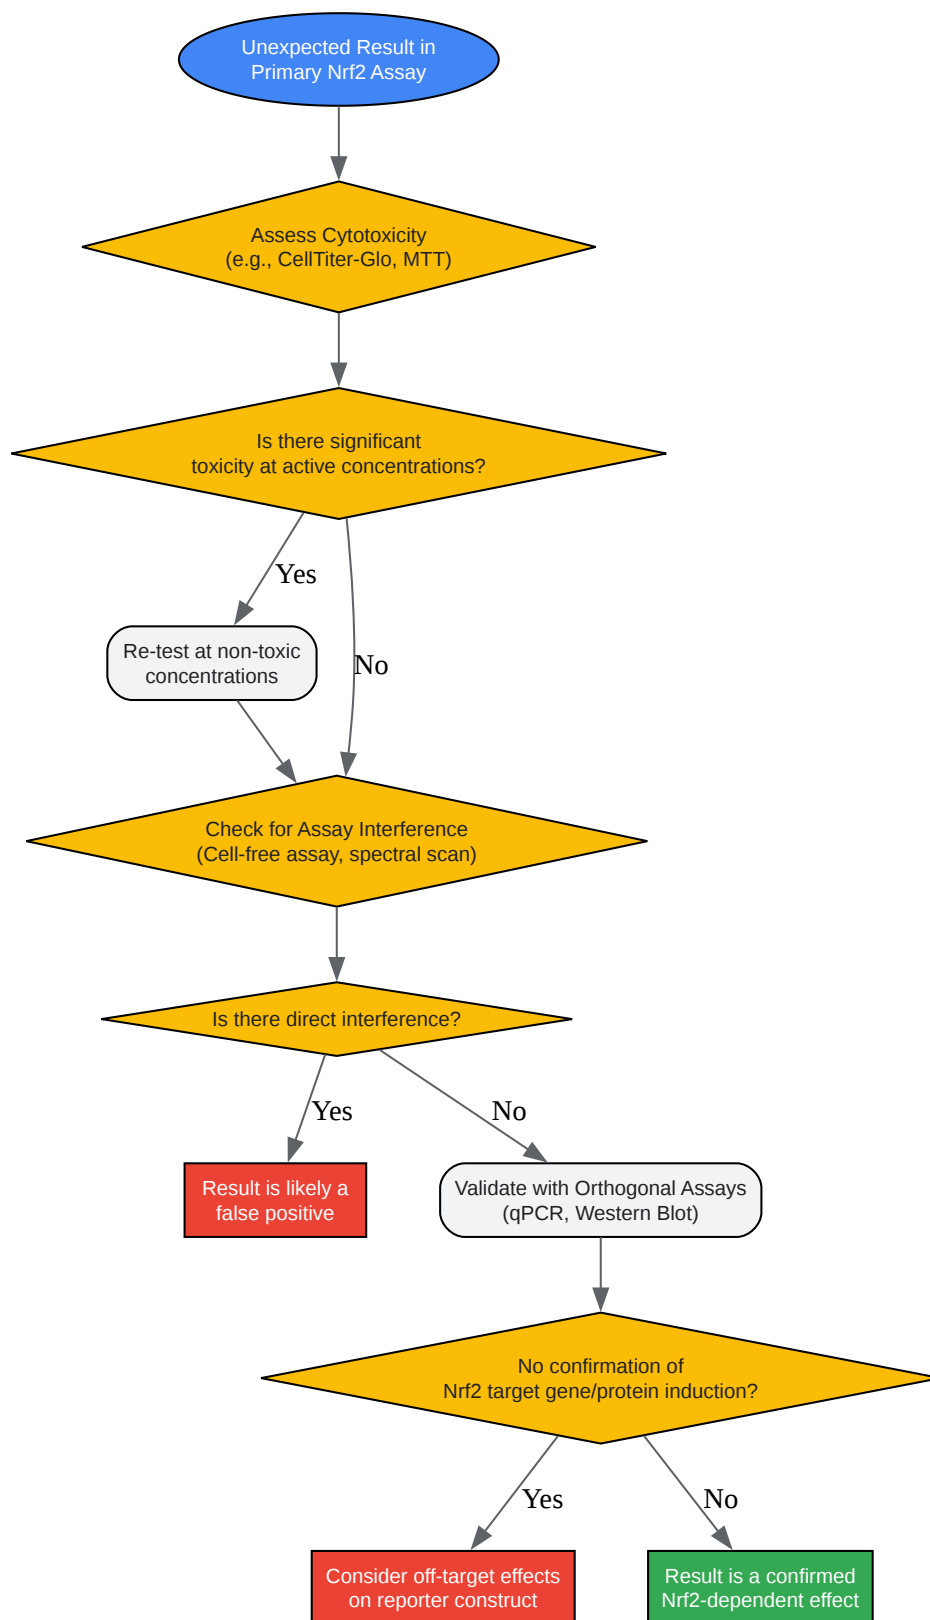 Unexpected Result in
Primary Nrf2 Assay
Assess Cytotoxicity
(e.g., CellTiter-Glo, MTT)
Is there significant
toxicity at active concentrations?
Yes
Re-test at non-toxic
concentrations
No
Check for Assay Interference
(Cell-free assay, spectral scan)
Is there direct interference?
Yes
No
Result is likely a
false positive
Validate with Orthogonal Assays
(qPCR, Western Blot)
No confirmation of
Nrf2 target gene/protein induction?
Yes
No
Consider off-target effects
on reporter construct
Result is a confirmed
Nrf2-dependent effect